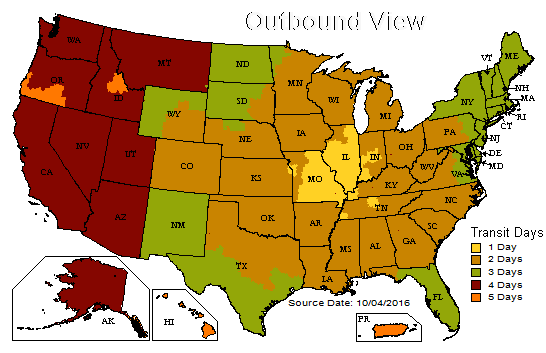 Outbound View
WA
MT
ND
MN
ME
VT
OR
ID
WY
SD
WI
MI
NY
NH
MA
RI
CT
NV
UT
CO
NE
IA
IL
IN
OH
PA
NJ
DE
MD
CA
KS
MO
KY
WV
VA
AZ
NM
OK
AR
TN
NC
SC
TX
LA
MS
AL
GA
FL
AK
HI
PR
Transit Days
1 Day
2 Days
3 Days
4 Days
5 Days
Source Date: 10/04/2016